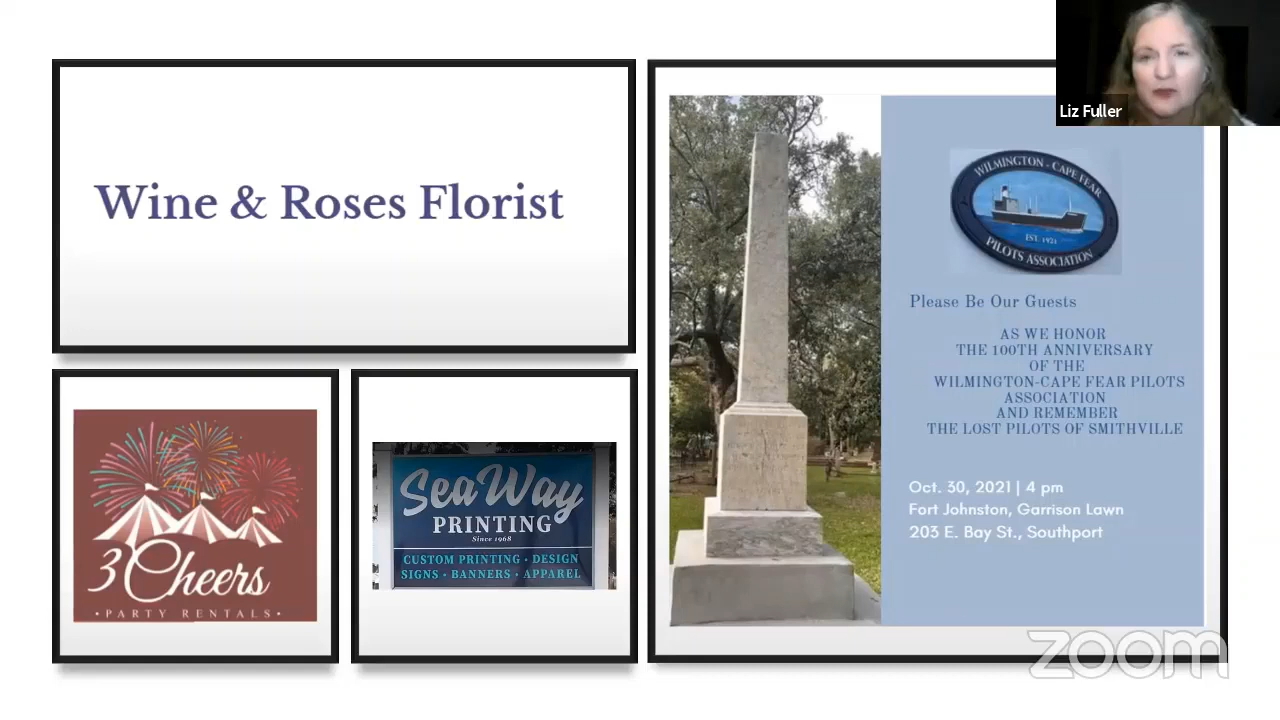 Liz Fuller
Wine & Roses Florist
WILMINGTON - CAPE FEAR
EST. 1921
PILOTS ASSOCIATION
Please Be Our Guests
AS WE HONOR
THE 100TH ANNIVERSARY
OF THE
WILMINGTON-CAPE FEAR PILOTS
ASSOCIATION
AND REMEMBER
THE LOST PILOTS OF SMITHVILLE
Oct. 30, 2021 | 4 pm
Fort Johnston, Garrison Lawn
203 E. Bay St., Southport
3 Cheers
• PARTY RENTALS •
SeaWay
PRINTING
Since 1968
CUSTOM PRINTING • DESIGN
SIGNS • BANNERS • APPAREL
zoom